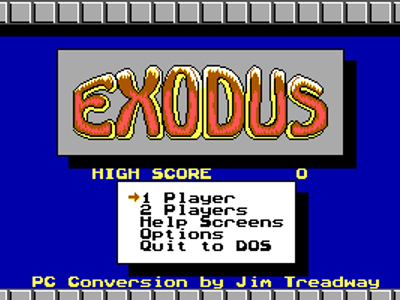 EXODUS
HIGH SCORE 0
1 Player
2 Players
Help Screens
Options
Quit to DOS
PC Conversion by Jim Treadway